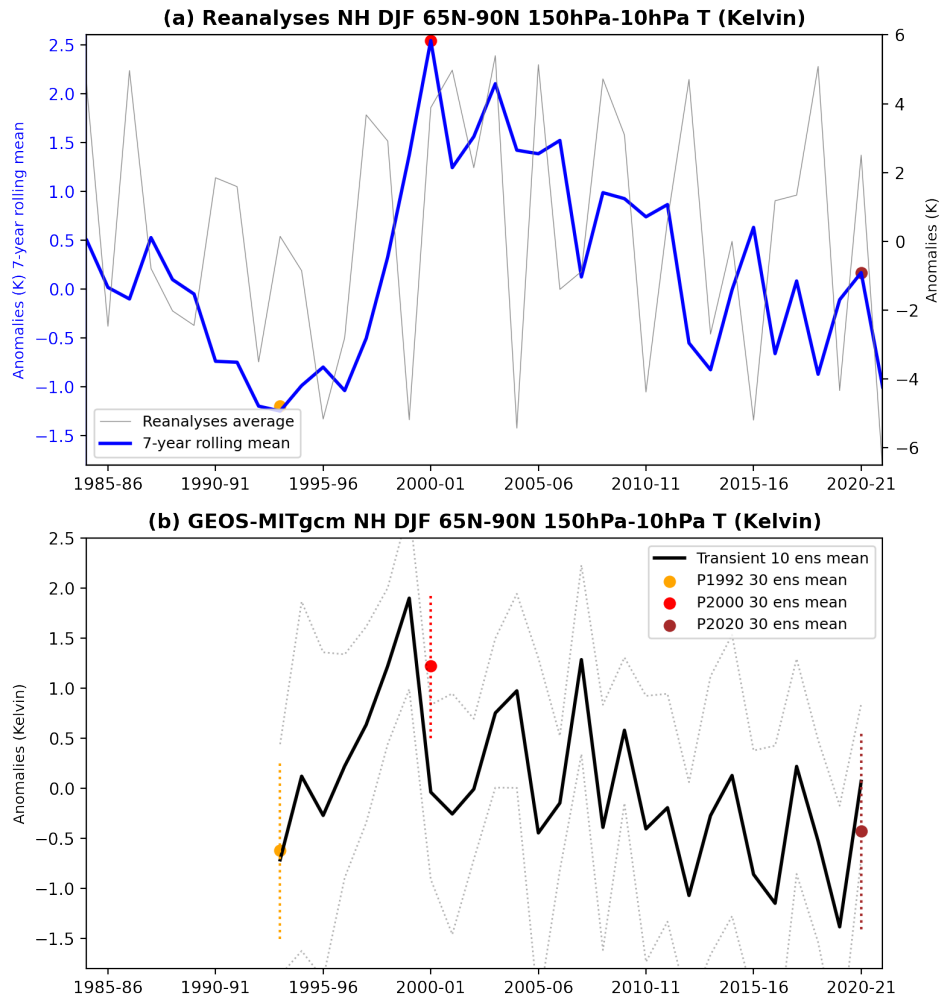 (a) Reanalyses NH DJF 65N-90N 150hPa-10hPa T (Kelvin)
Anomalies (K) 7-year rolling mean
2.5
2.0
1.5
1.0
0.5
0.0
−0.5
−1.0
−1.5
6
4
2
0
−2
−4
−6
Anomalies (K)
Reanalyses average
7-year rolling mean
1985-86 1990-91 1995-96 2000-01 2005-06 2010-11 2015-16 2020-21
(b) GEOS-MITgcm NH DJF 65N-90N 150hPa-10hPa T (Kelvin)
Anomalies (Kelvin)
2.5
2.0
1.5
1.0
0.5
0.0
−0.5
−1.0
−1.5
Transient 10 ens mean
P1992 30 ens mean
P2000 30 ens mean
P2020 30 ens mean
1985-86 1990-91 1995-96 2000-01 2005-06 2010-11 2015-16 2020-21